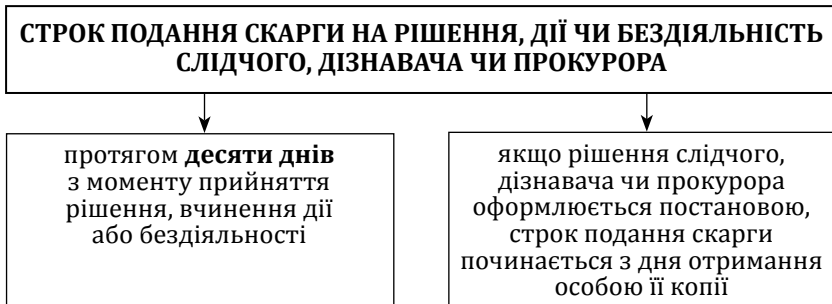 СТРОК ПОДАННЯ СКАРГИ НА РІШЕННЯ, ДІЇ ЧИ БЕЗДІЯЛЬНІСТЬ
СЛІДЧОГО, ДІЗНАВАЧА ЧИ ПРОКУРОРА
протягом десяти днів
з моменту прийняття
рішення, вчинення дії
або бездіяльності
якщо рішення слідчого,
дізнавача чи прокурора
оформлюється постановою,
строк подання скарги
починається з дня отримання
особою її копії